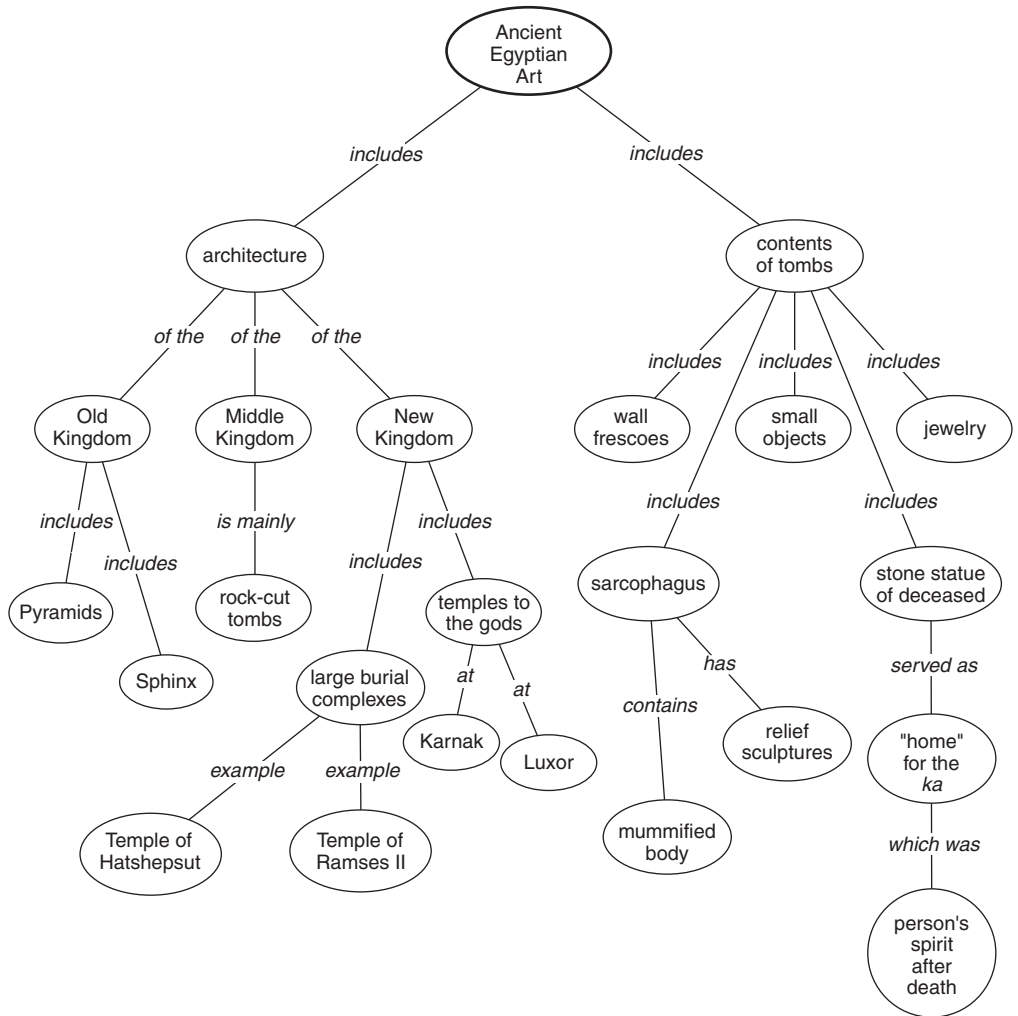 Ancient
Egyptian
Art
includes
includes
architecture
contents
of tombs
of the
of the
of the
includes
includes
includes
Old
Kingdom
Middle
Kingdom
New
Kingdom
wall
frescoes
small
objects
jewelry
includes
includes
is mainly
includes
includes
includes
includes
includes
Pyramids
Sphinx
rock-cut
tombs
large burial
complexes
temples to
the gods
sarcophagus
stone statue
of deceased
at
at
has
contains
served as
Karnak
Luxor
relief
sculptures
"home"
for the
ka
example
example
Temple of
Hatshepsut
Temple of
Ramses II
mummified
body
which was
person's
spirit
after
death